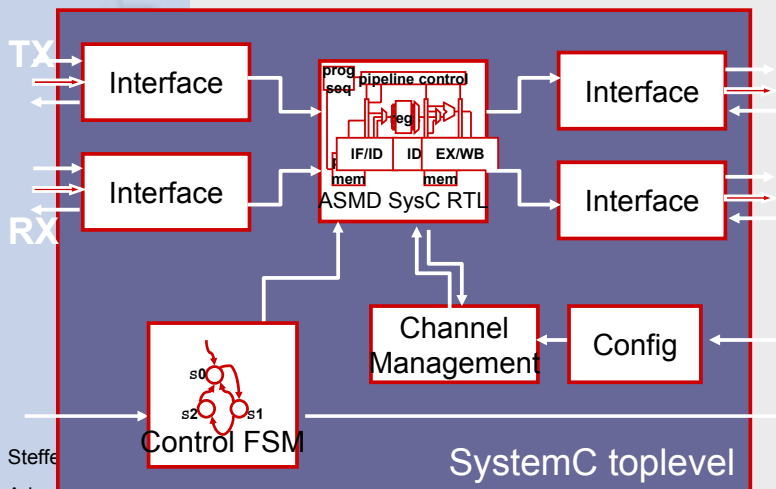 TX
Interface
prog
seq
pipeline control
reg
IF/ID
ID
EX/WB
mem
mem
ASMD SysC RTL
Interface
Interface
Interface
RX
Channel
Management
Config
s0
s2
s1
Control FSM
SystemC toplevel
Steffe